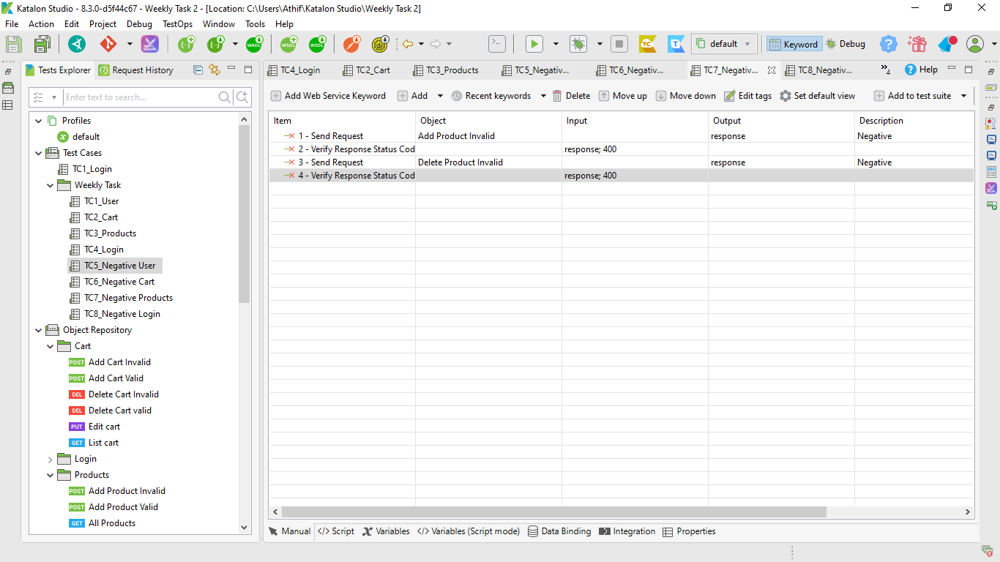 Katalon Studio - 8.3.0-d5f44c67 - Weekly Task 2 - [Location: C:\Users\Athif\Katalon Studio\Weekly Task 2]
File Action Edit Project Debug TestOps Window Tools Help
WADL WSDL WSDL TC T default Keyword Debug
Tests Explorer Request History
TC4_Login TC2_Cart TC3_Products TC5_Negativ... TC6_Negativ... TC7_Negativ... TC8_Negativ... »4 Help
Enter text to search...
Add Web Service Keyword Add Recent keywords Delete Move up Move down Edit tags Set default view Add to test suite
Item Object Input Output Description
1 - Send Request Add Product Invalid response Negative
2 - Verify Response Status Cod response; 400
3 - Send Request Delete Product Invalid response Negative
4 - Verify Response Status Cod response; 400
Profiles
default
Test Cases
TC1_Login
Weekly Task
TC1_User
TC2_Cart
TC3_Products
TC4_Login
TC5_Negative User
TC6_Negative Cart
TC7_Negative Products
TC8_Negative Login
Object Repository
Cart
POST Add Cart Invalid
POST Add Cart Valid
DEL Delete Cart Invalid
DEL Delete Cart valid
PUT Edit cart
GET List cart
Login
Products
POST Add Product Invalid
POST Add Product Valid
GET All Products
Manual Script Variables Variables (Script mode) Data Binding Integration Properties